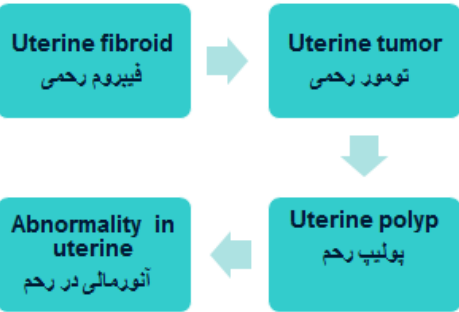 Uterine fibroid
فیبروم رحمی
Uterine tumor
تومور رحمی
Uterine polyp
پولیپ رحم
Abnormality in
uterine
آنورمالی در رحم